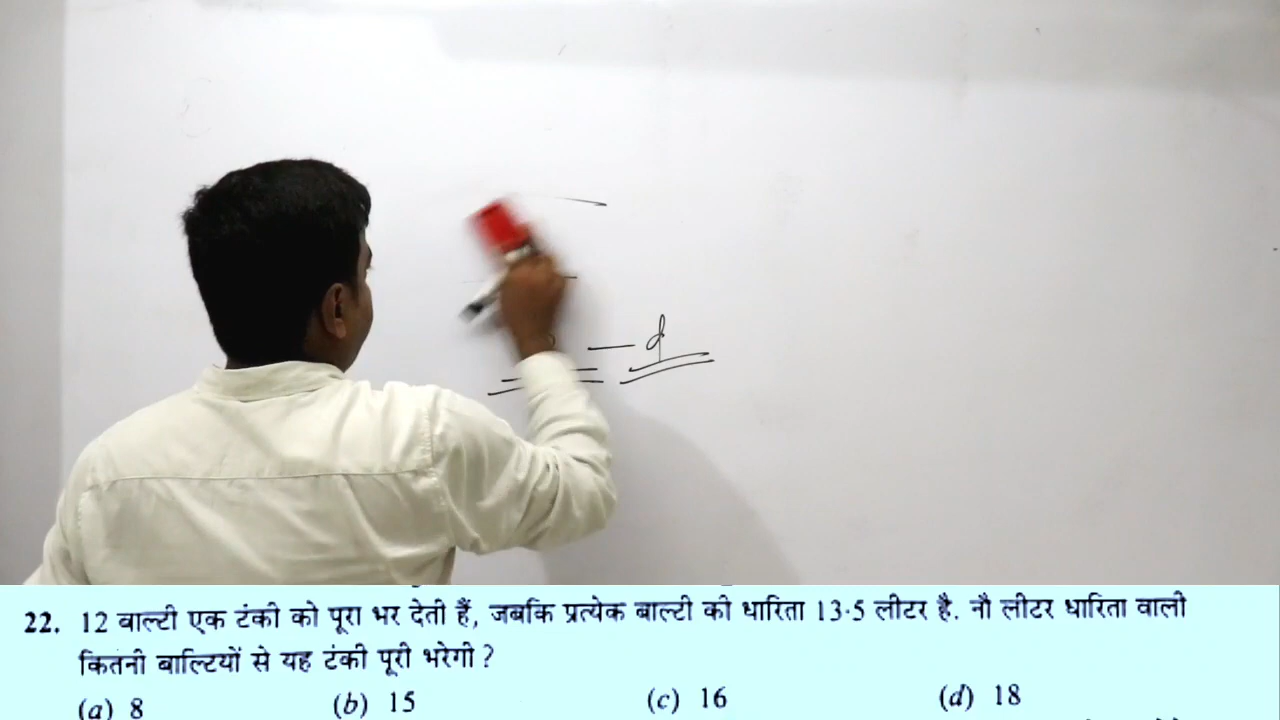 — d
22. 12 बाल्टी एक टंकी को पूरा भर देती हैं, जबकि प्रत्येक बाल्टी की धारिता 13·5 लीटर है. नौ लीटर धारिता वाली
कितनी बाल्टियों से यह टंकी पूरी भरेगी ?
(a) 8 (b) 15 (c) 16 (d) 18